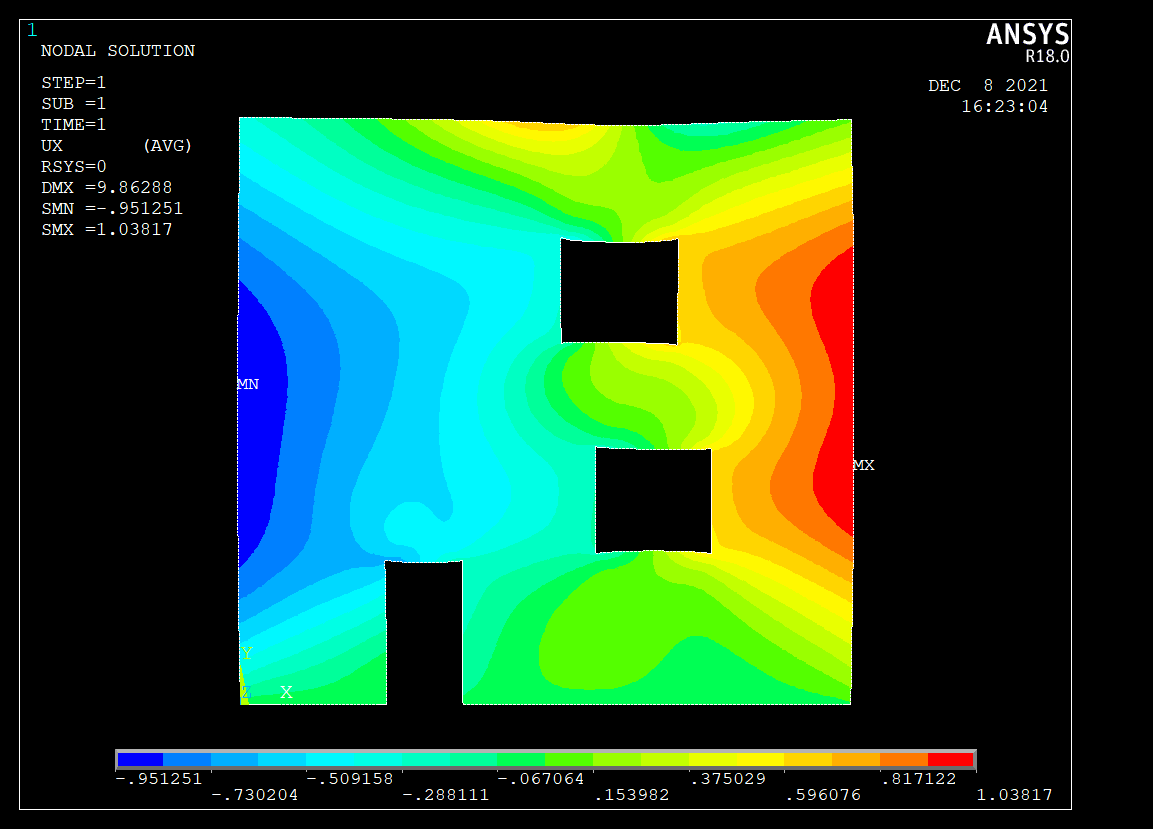 1
ANSYS
R18.0
NODAL SOLUTION
STEP=1
SUB =1
TIME=1
UX (AVG)
RSYS=0
DMX =9.86288
SMN =-.951251
SMX =1.03817
DEC 8 2021
16:23:04
MN
MX
Y
Z X
-.951251 -.509158 -.067064 .375029 .817122
-.730204 -.288111 .153982 .596076 1.03817